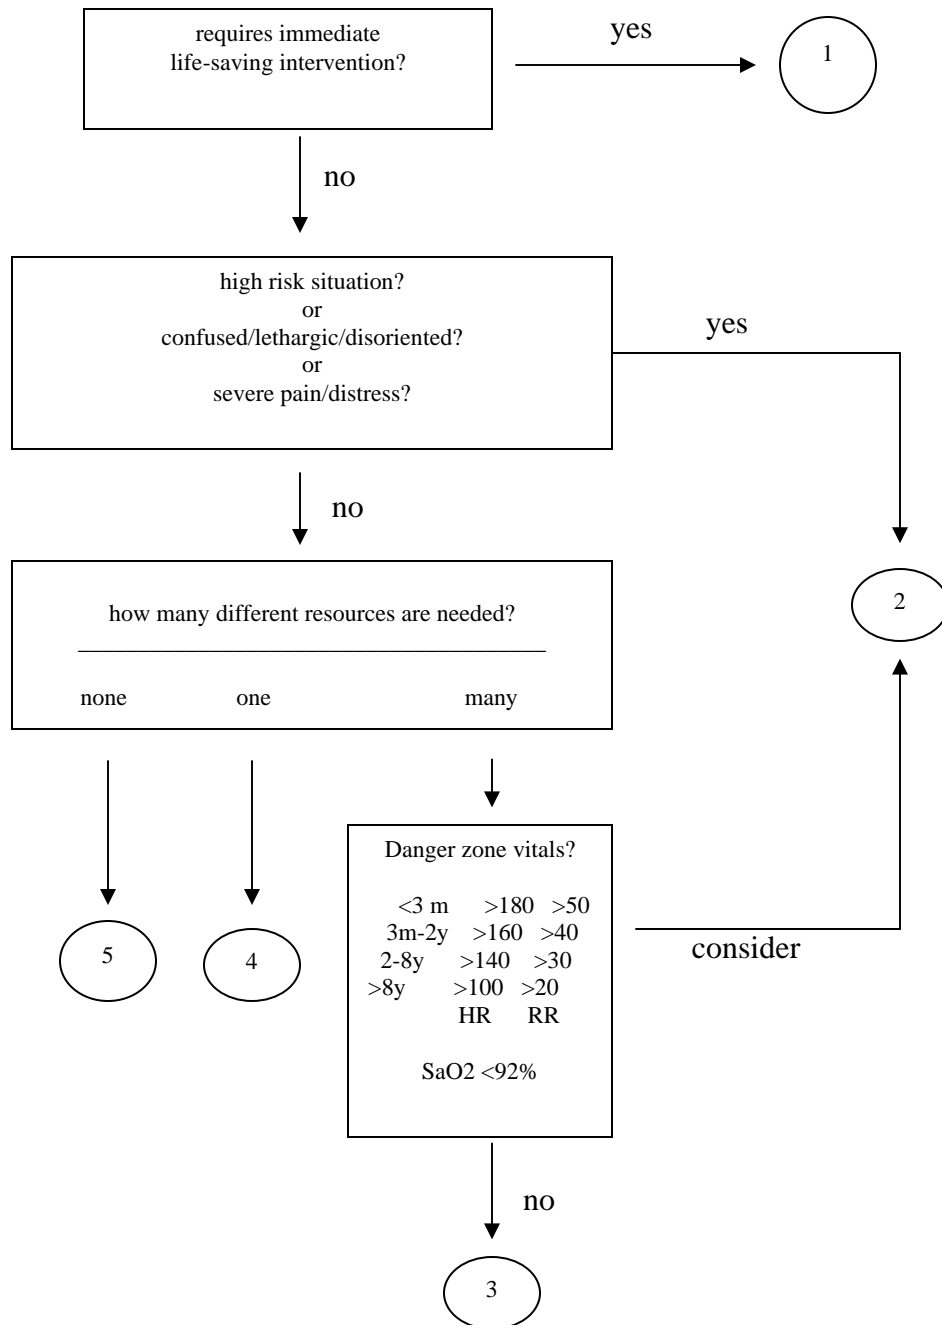 requires immediate
life-saving intervention?
yes
1
no
high risk situation?
or
confused/lethargic/disoriented?
or
severe pain/distress?
yes
no
2
how many different resources are needed?
none one many
Danger zone vitals?
<3 m >180 >50
3m-2y >160 >40
2-8y >140 >30
>8y >100 >20
HR RR
SaO2 <92%
consider
5
4
no
3